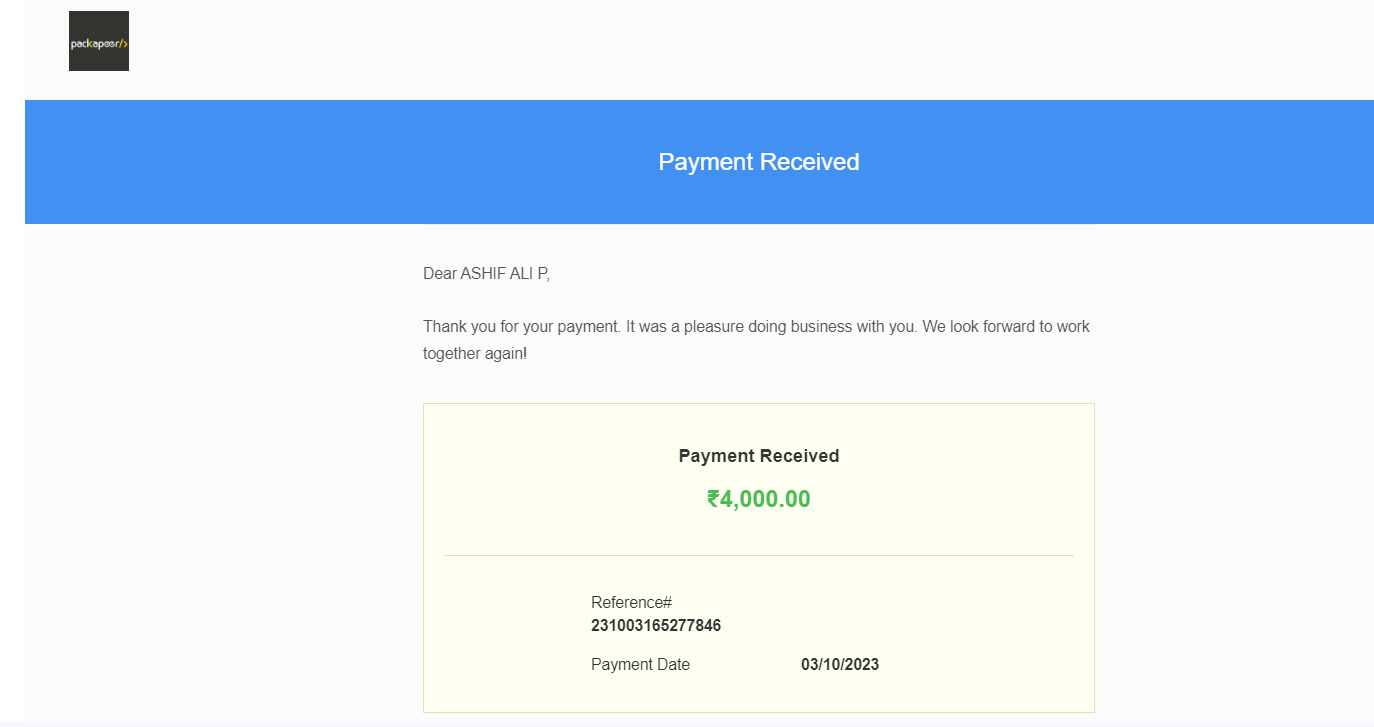 packapeer/>
Payment Received
Dear ASHIF ALI P,
Thank you for your payment. It was a pleasure doing business with you. We look forward to work
together again!
Payment Received
₹4,000.00
Reference#
231003165277846
Payment Date 03/10/2023